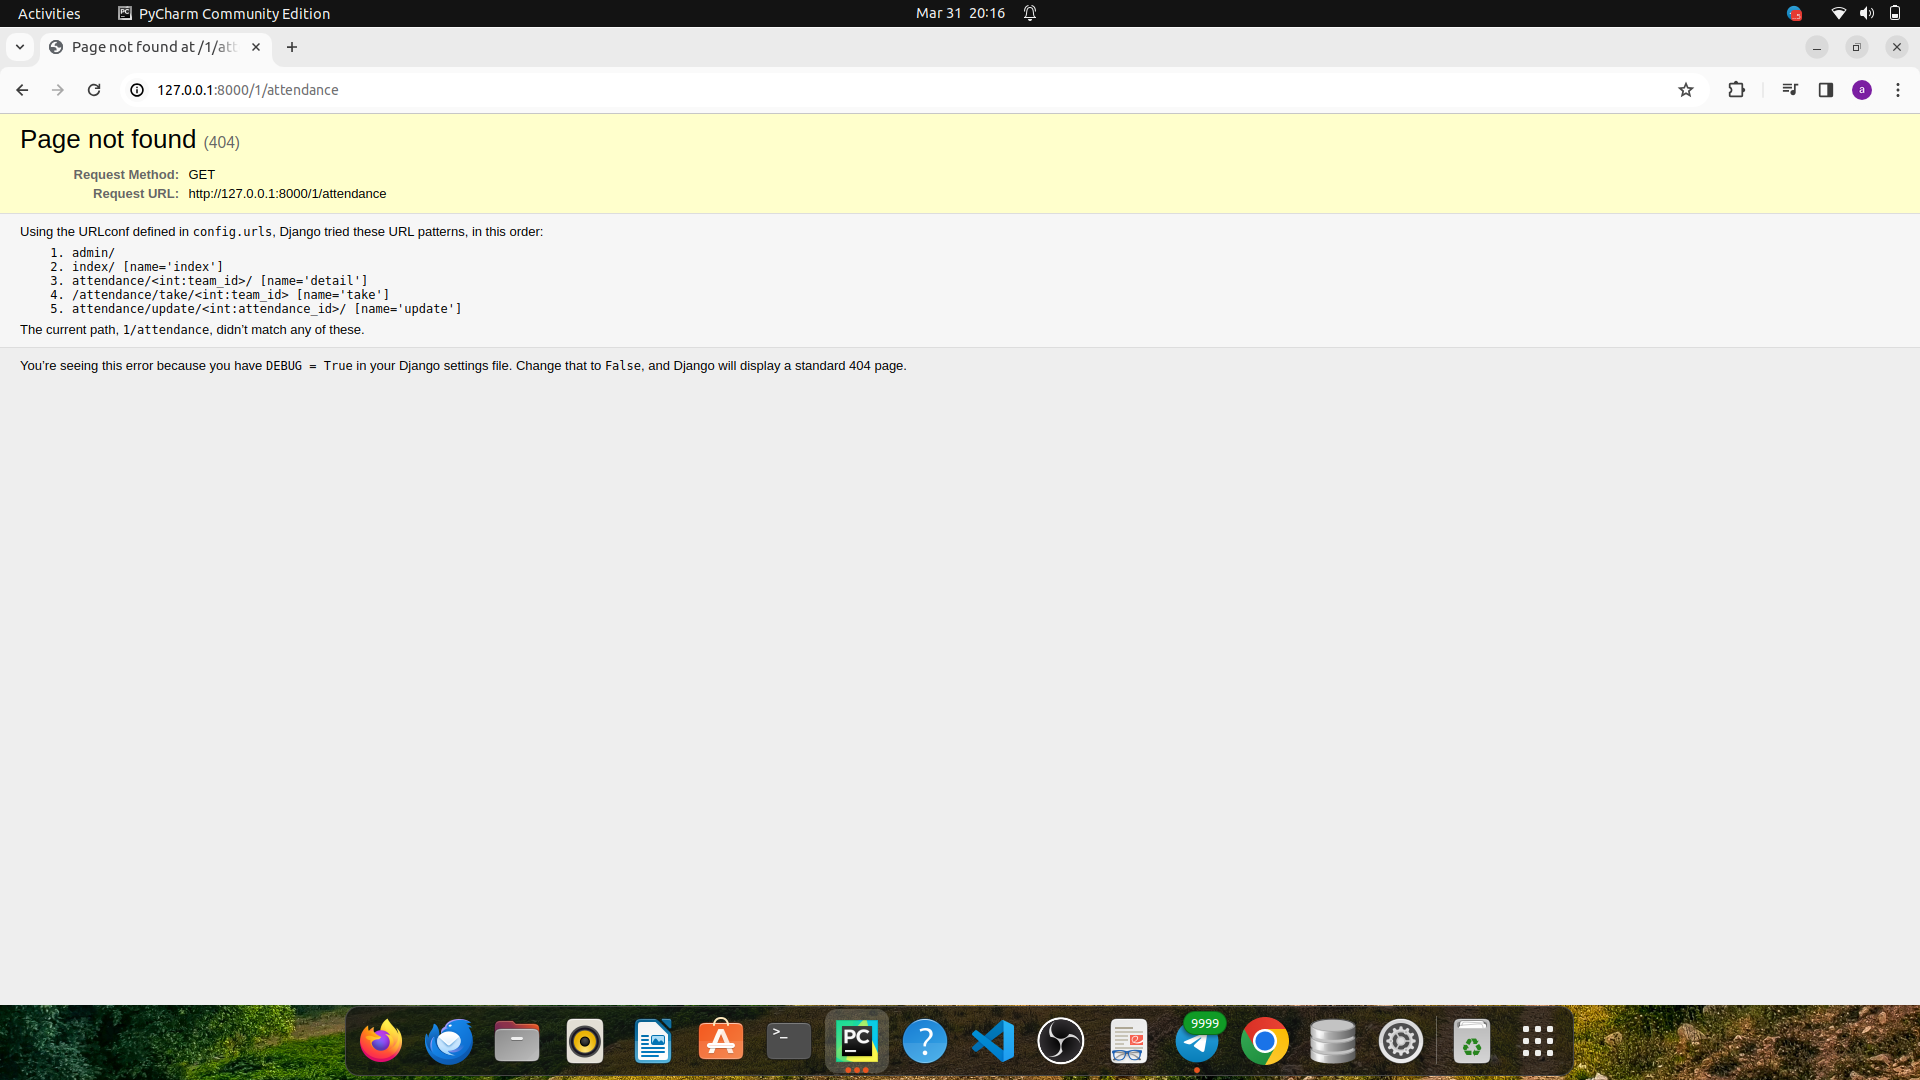 Activities
PyCharm Community Edition
Mar 31 20:16
Page not found at /1/att
127.0.0.1:8000/1/attendance
a
Page not found (404)
Request Method: GET
Request URL: http://127.0.0.1:8000/1/attendance
Using the URLconf defined in config.urls, Django tried these URL patterns, in this order:
1. admin/
2. index/ [name='index']
3. attendance/<int:team_id>/ [name='detail']
4. /attendance/take/<int:team_id> [name='take']
5. attendance/update/<int:attendance_id>/ [name='update']
The current path, 1/attendance, didn’t match any of these.
You’re seeing this error because you have DEBUG = True in your Django settings file. Change that to False, and Django will display a standard 404 page.
>_
PC
?
9999